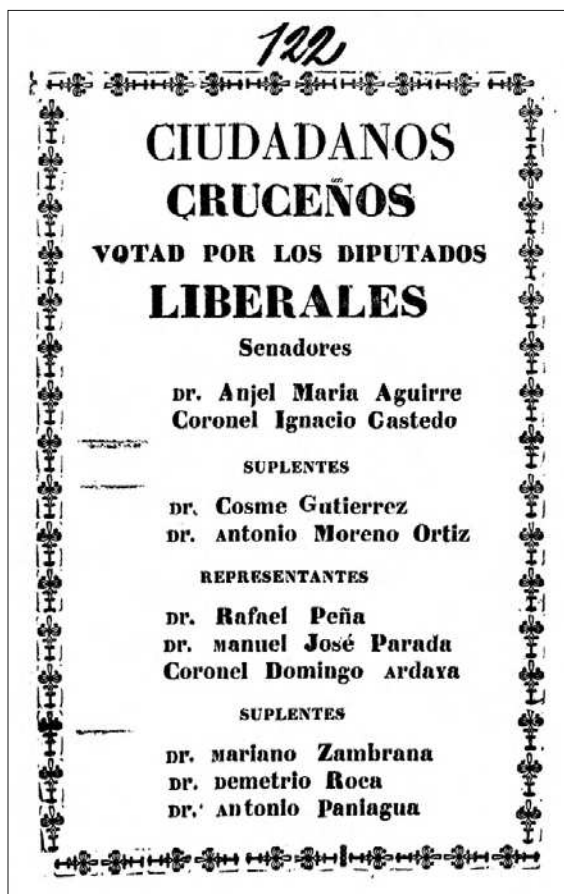 122
CIUDADANOS
CRUCEÑOS
VOTAD POR LOS DIPUTADOS
LIBERALES
Senadores
Dr. Anjel Maria Aguirre
Coronel Ignacio Castedo
SUPLENTES
Dr. Cosme Gutierrez
Dr. Antonio Moreno Ortiz
REPRESENTANTES
Dr. Rafael Peña
Dr. Manuel José Parada
Coronel Domingo Ardaya
SUPLENTES
Dr. Mariano Zambrana
Dr. Demetrio Roca
Dr. Antonio Paniagua